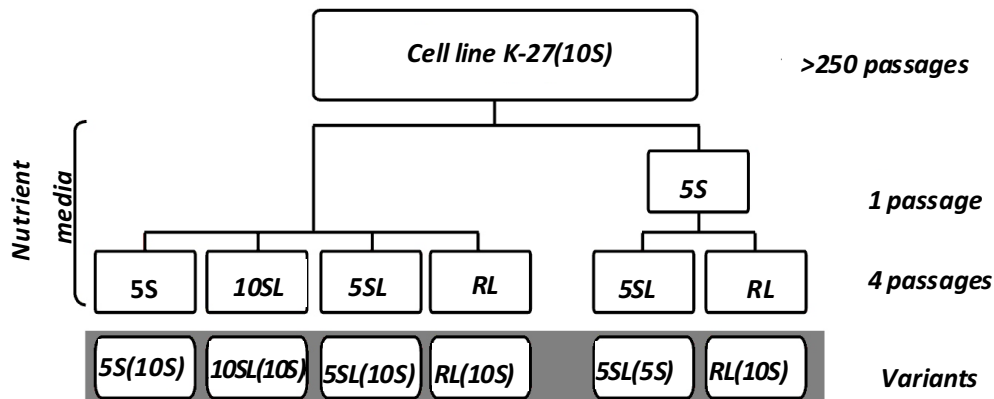 Cell line K-27(10S)
>250 passages
Nutrient
media
5S
1 passage
5S 10SL 5SL RL 5SL RL
4 passages
5S(10S) 10SL(10S) 5SL(10S) RL(10S) 5SL(5S) RL(10S)
Variants